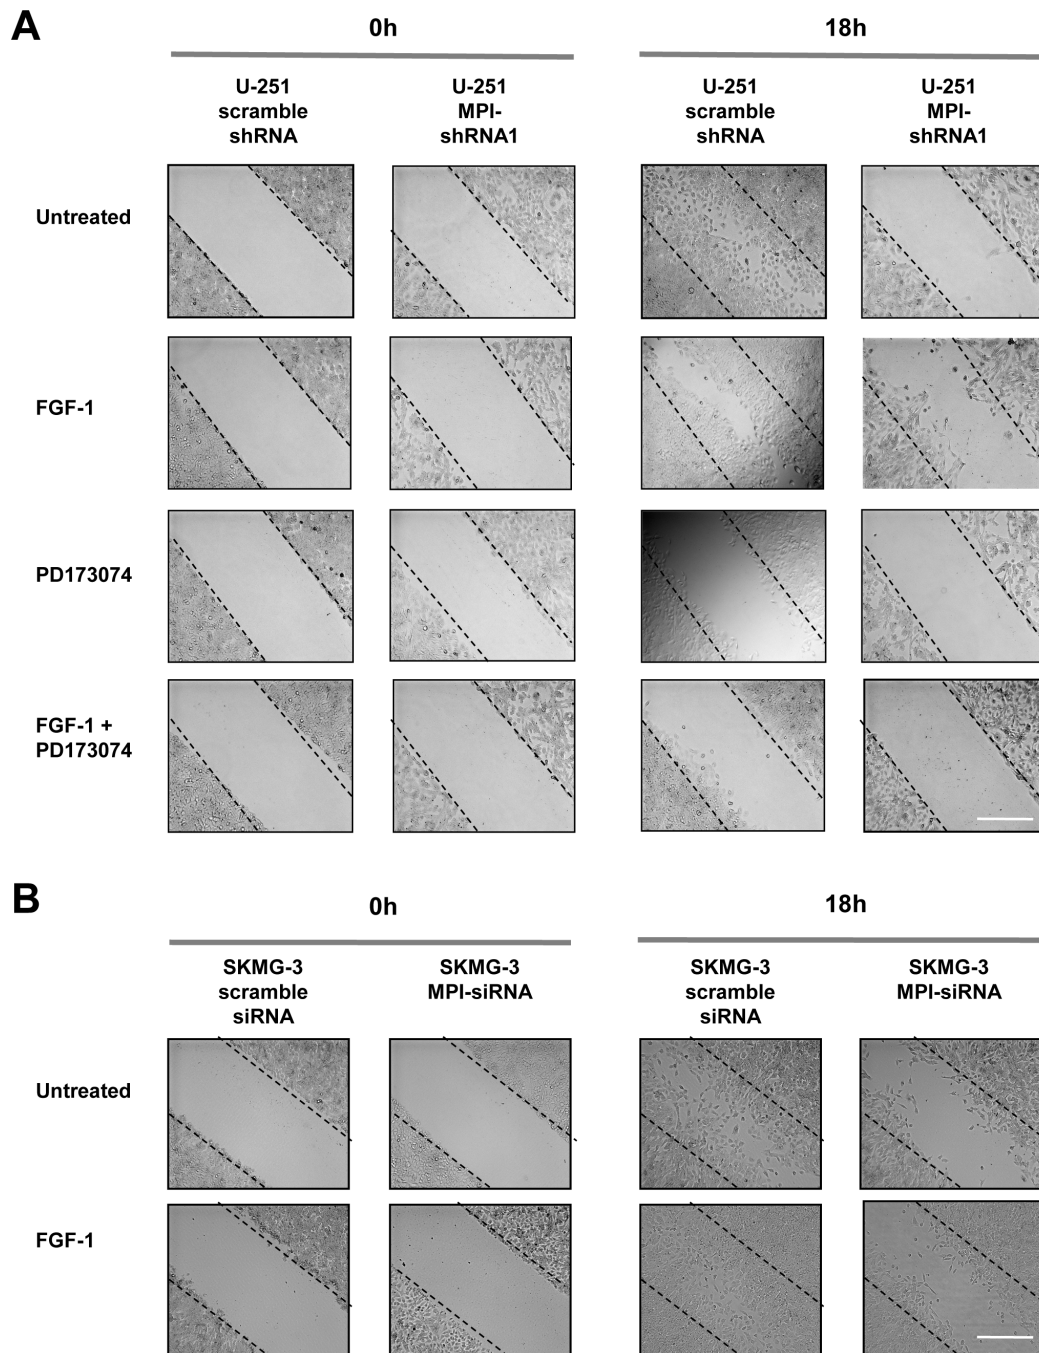 A
0h
18h
U-251
scramble
shRNA
U-251
MPI-
shRNA1
U-251
scramble
shRNA
U-251
MPI-
shRNA1
Untreated
FGF-1
PD173074
FGF-1 +
PD173074
B
0h
18h
SKMG-3
scramble
siRNA
SKMG-3
MPI-siRNA
SKMG-3
scramble
siRNA
SKMG-3
MPI-siRNA
Untreated
FGF-1